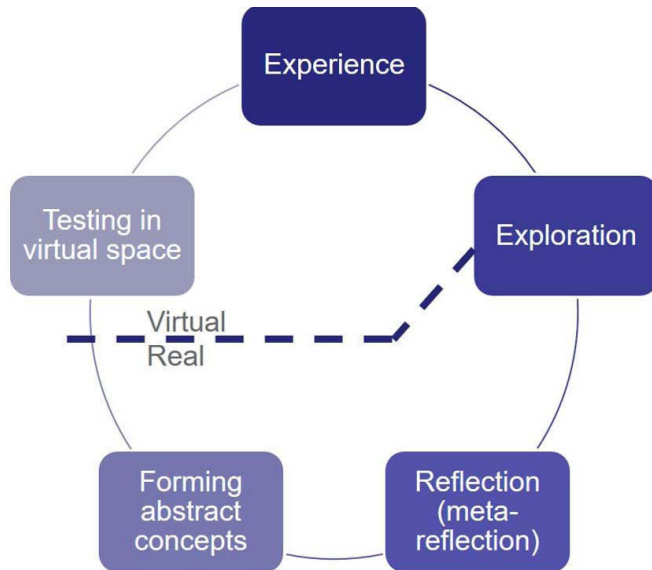 Experience
Testing in
virtual space
Exploration
Virtual
Real
Forming
abstract
concepts
Reflection
(meta-
reflection)